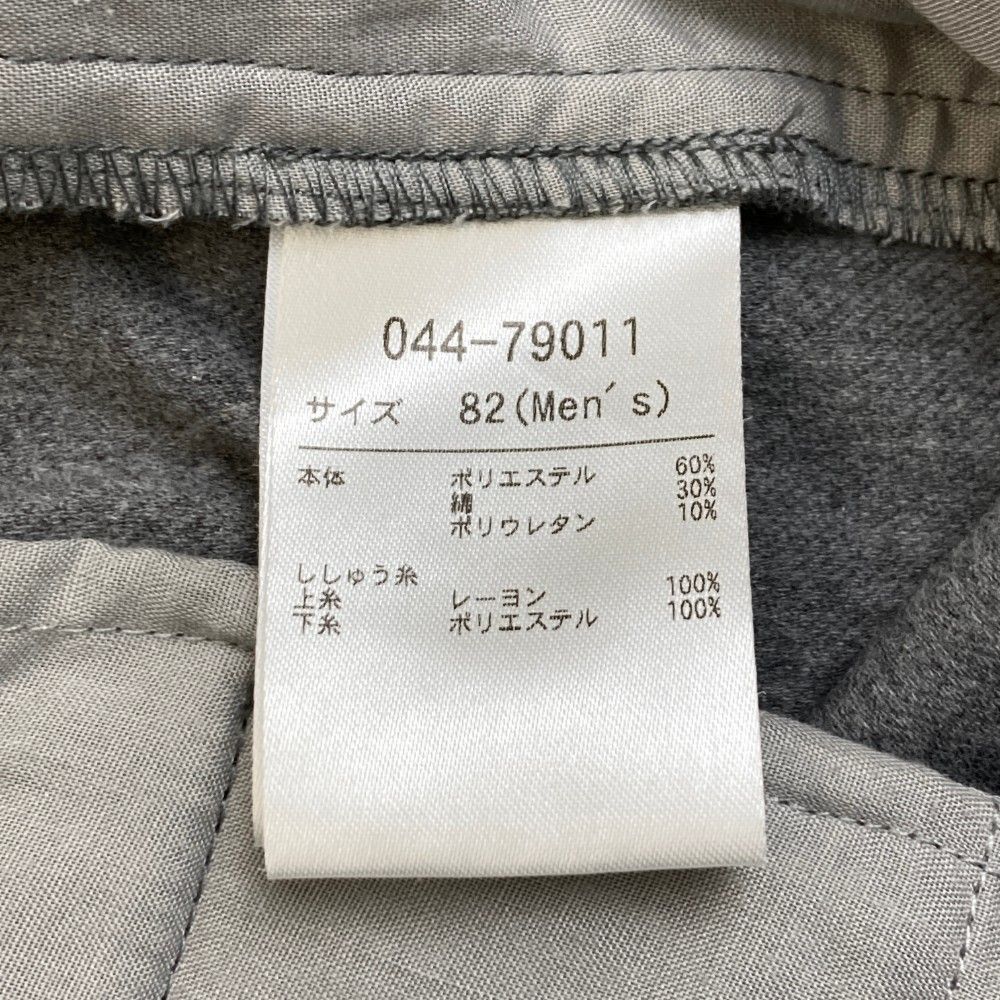 044-79011
サイズ 82(Men's)
本体 ポリエステル 60%
綿 30%
ポリウレタン 10%
ししゅう糸
上糸 レーヨン 100%
下糸 ポリエステル 100%